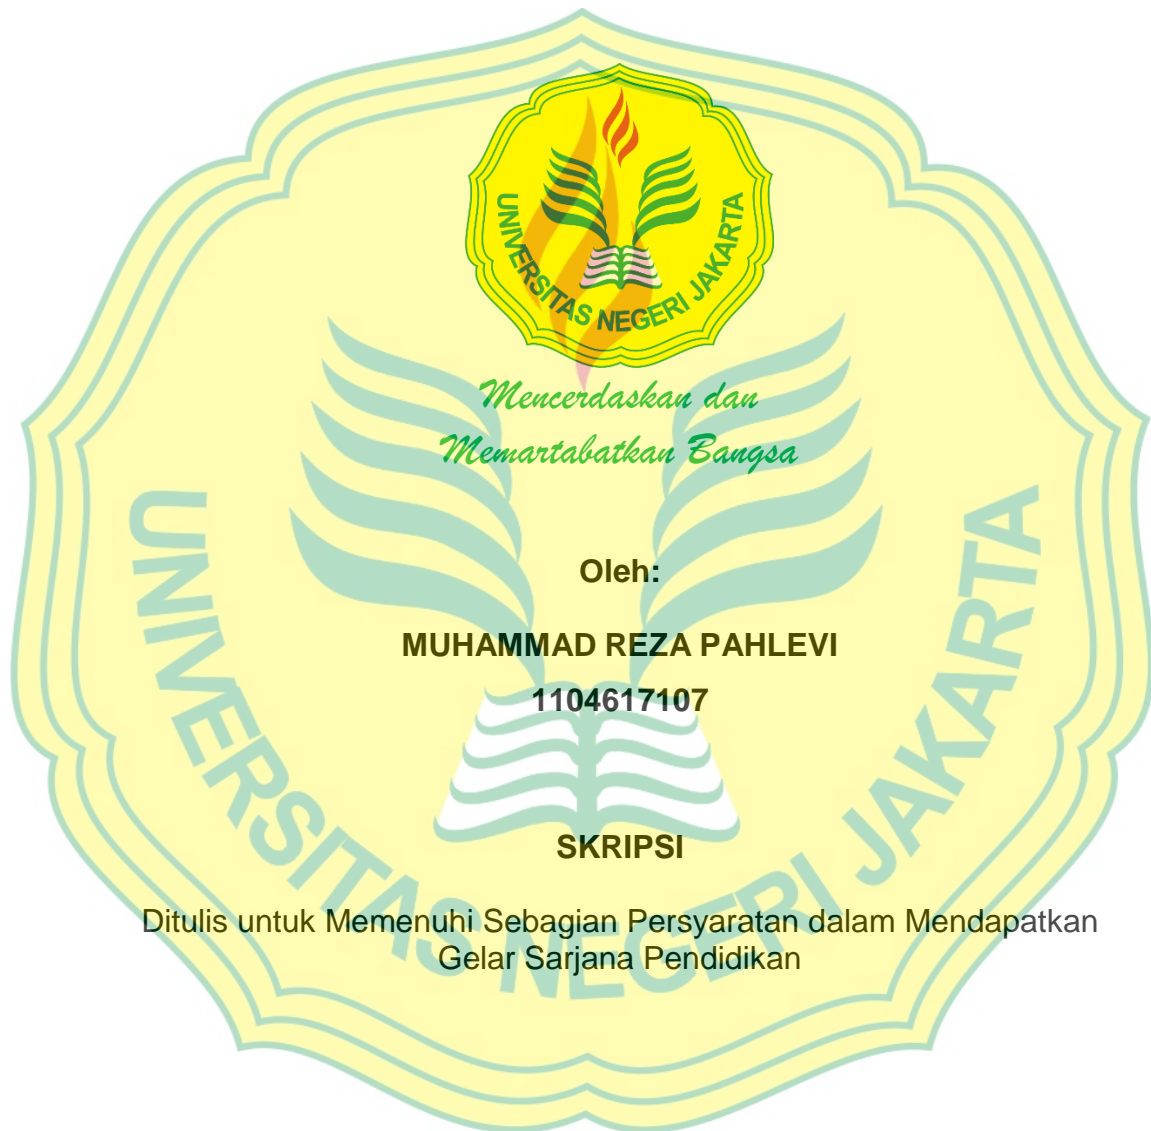 UNIVERSITAS NEGERI JAKARTA
Mencerdaskan dan
Memartabatkan Bangsa
Oleh:
MUHAMMAD REZA PAHLEVI
1104617107
SKRIPSI
Ditulis untuk Memenuhi Sebagian Persyaratan dalam Mendapatkan
Gelar Sarjana Pendidikan
UNIVERSITAS NEGERI JAKARTA